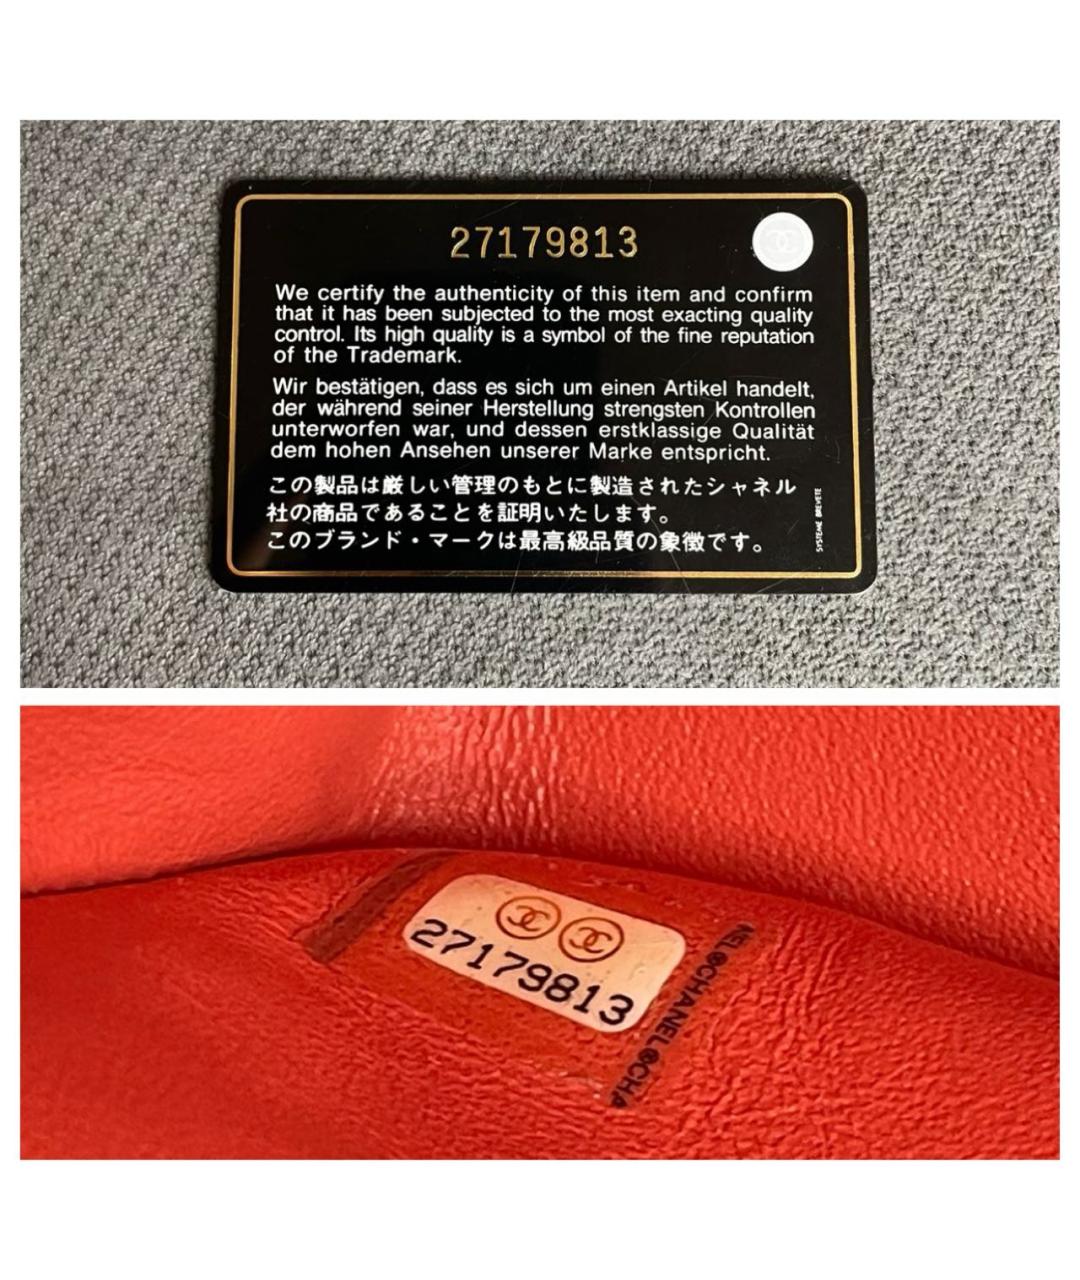 27179813
We certify the authenticity of this item and confirm
that it has been subjected to the most exacting quality
control. Its high quality is a symbol of the fine reputation
of the Trademark.
Wir bestätigen, dass es sich um einen Artikel handelt,
der während seiner Herstellung strengsten Kontrollen
unterworfen war, und dessen erstklassige Qualität
dem hohen Ansehen unserer Marke entspricht.
この製品は厳しい管理のもとに製造されたシャネル
社の商品であることを証明いたします。
このブランド・マークは最高級品質の象徴です。
SYSTEME BREVETE
27179813
NEL CHANEL CHA